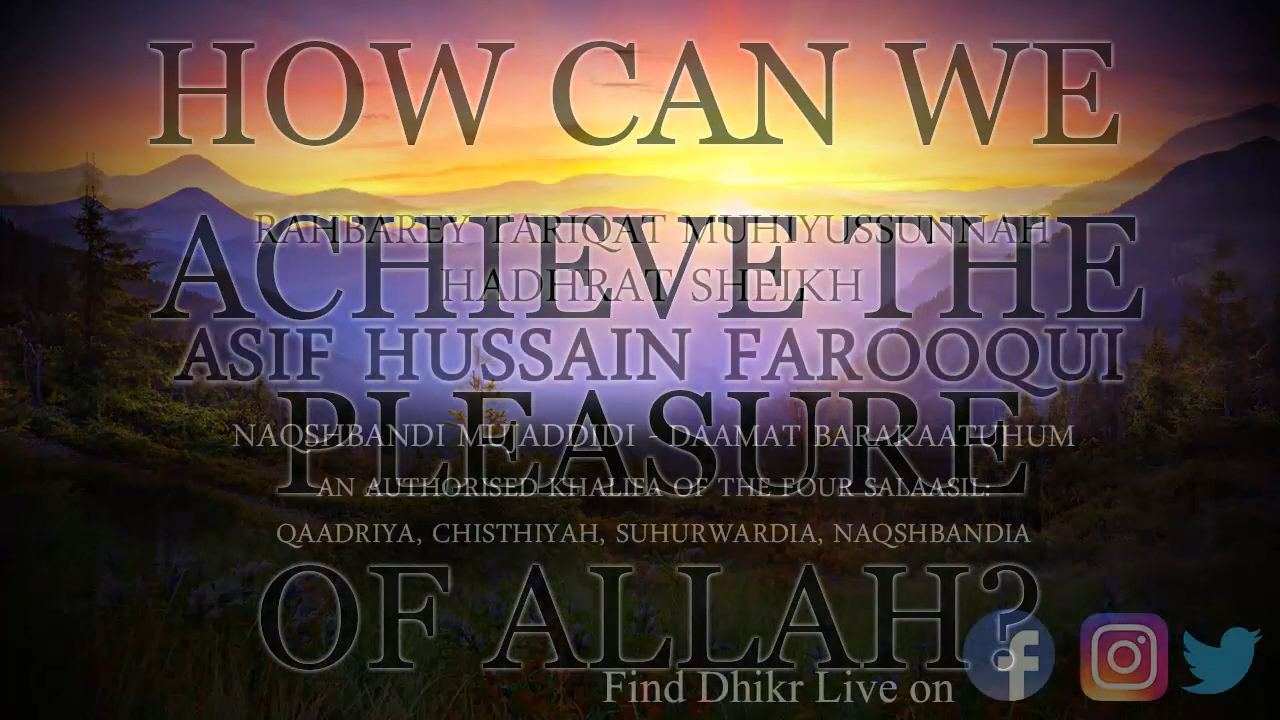 HOW CAN WE
RAHBAREY TARIQAT MUHIYUSSUNNAH
ACHIEVE THE
HADHRAT SHEIKH
ASIF HUSSAIN FAROOQUI
PLEASURE
NAQSHBANDI MUJADDIDI - DAAMAT BARAKAATUHUM
AN AUTHORISED KHALIFA OF THE FOUR SALAASIL:
QAADRIYA, CHISTHIYAH, SUHURWARDIA, NAQSHBANDIA
OF ALLAH?
Find Dhikr Live on